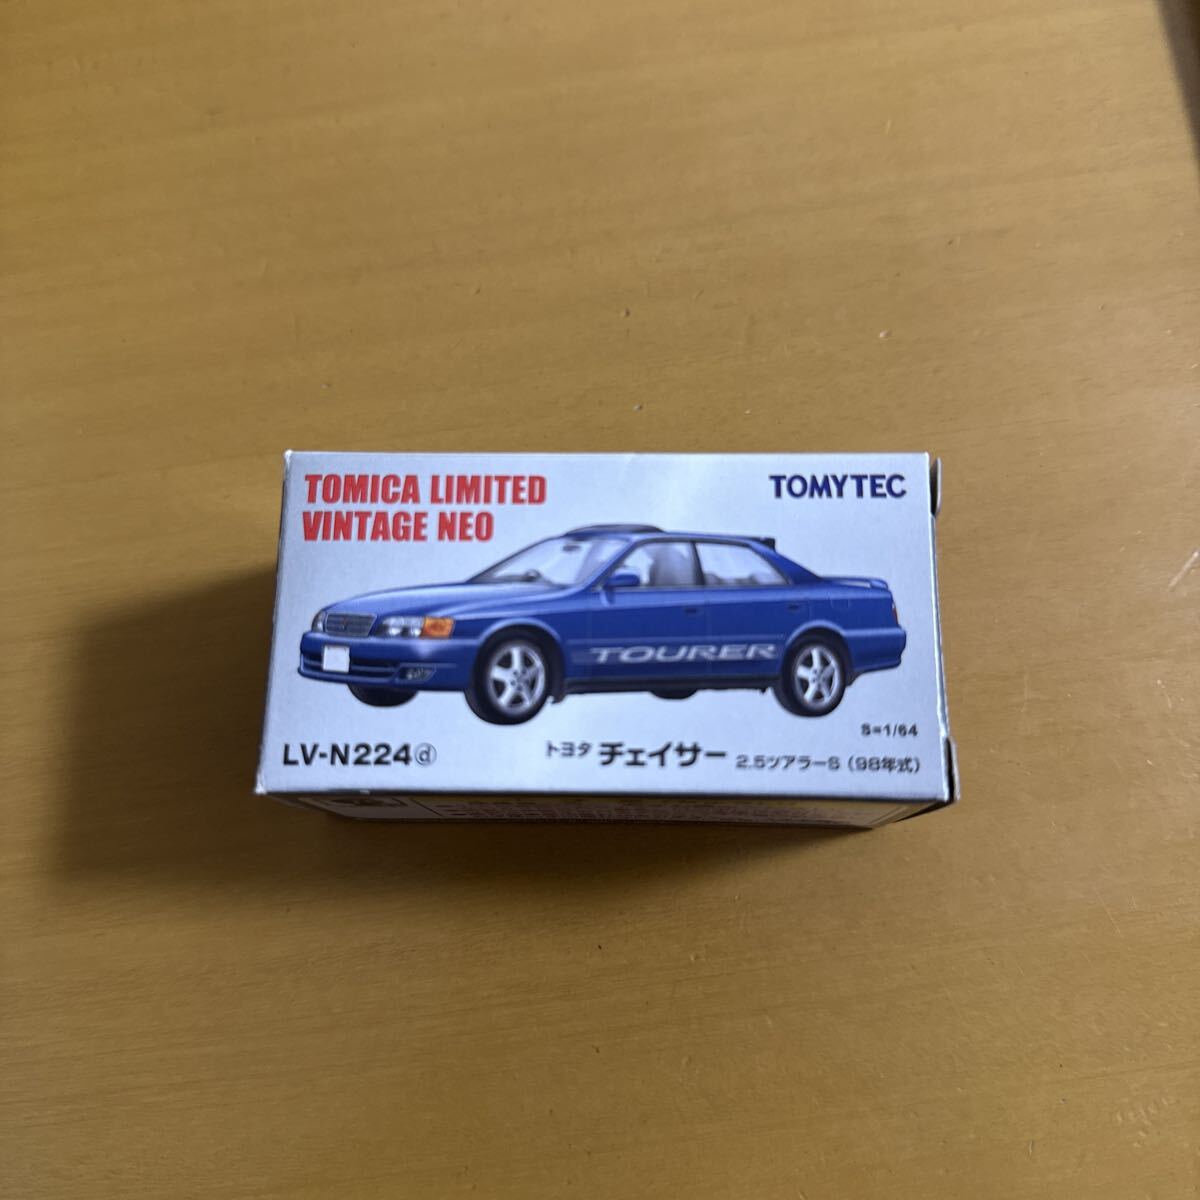 TOMICA LIMITED
VINTAGE NEO
TOMYTEC
TOURER
S=1/64
LV-N224ⓓ
トヨタ チェイサー 2.5ツアラーS (98年式)